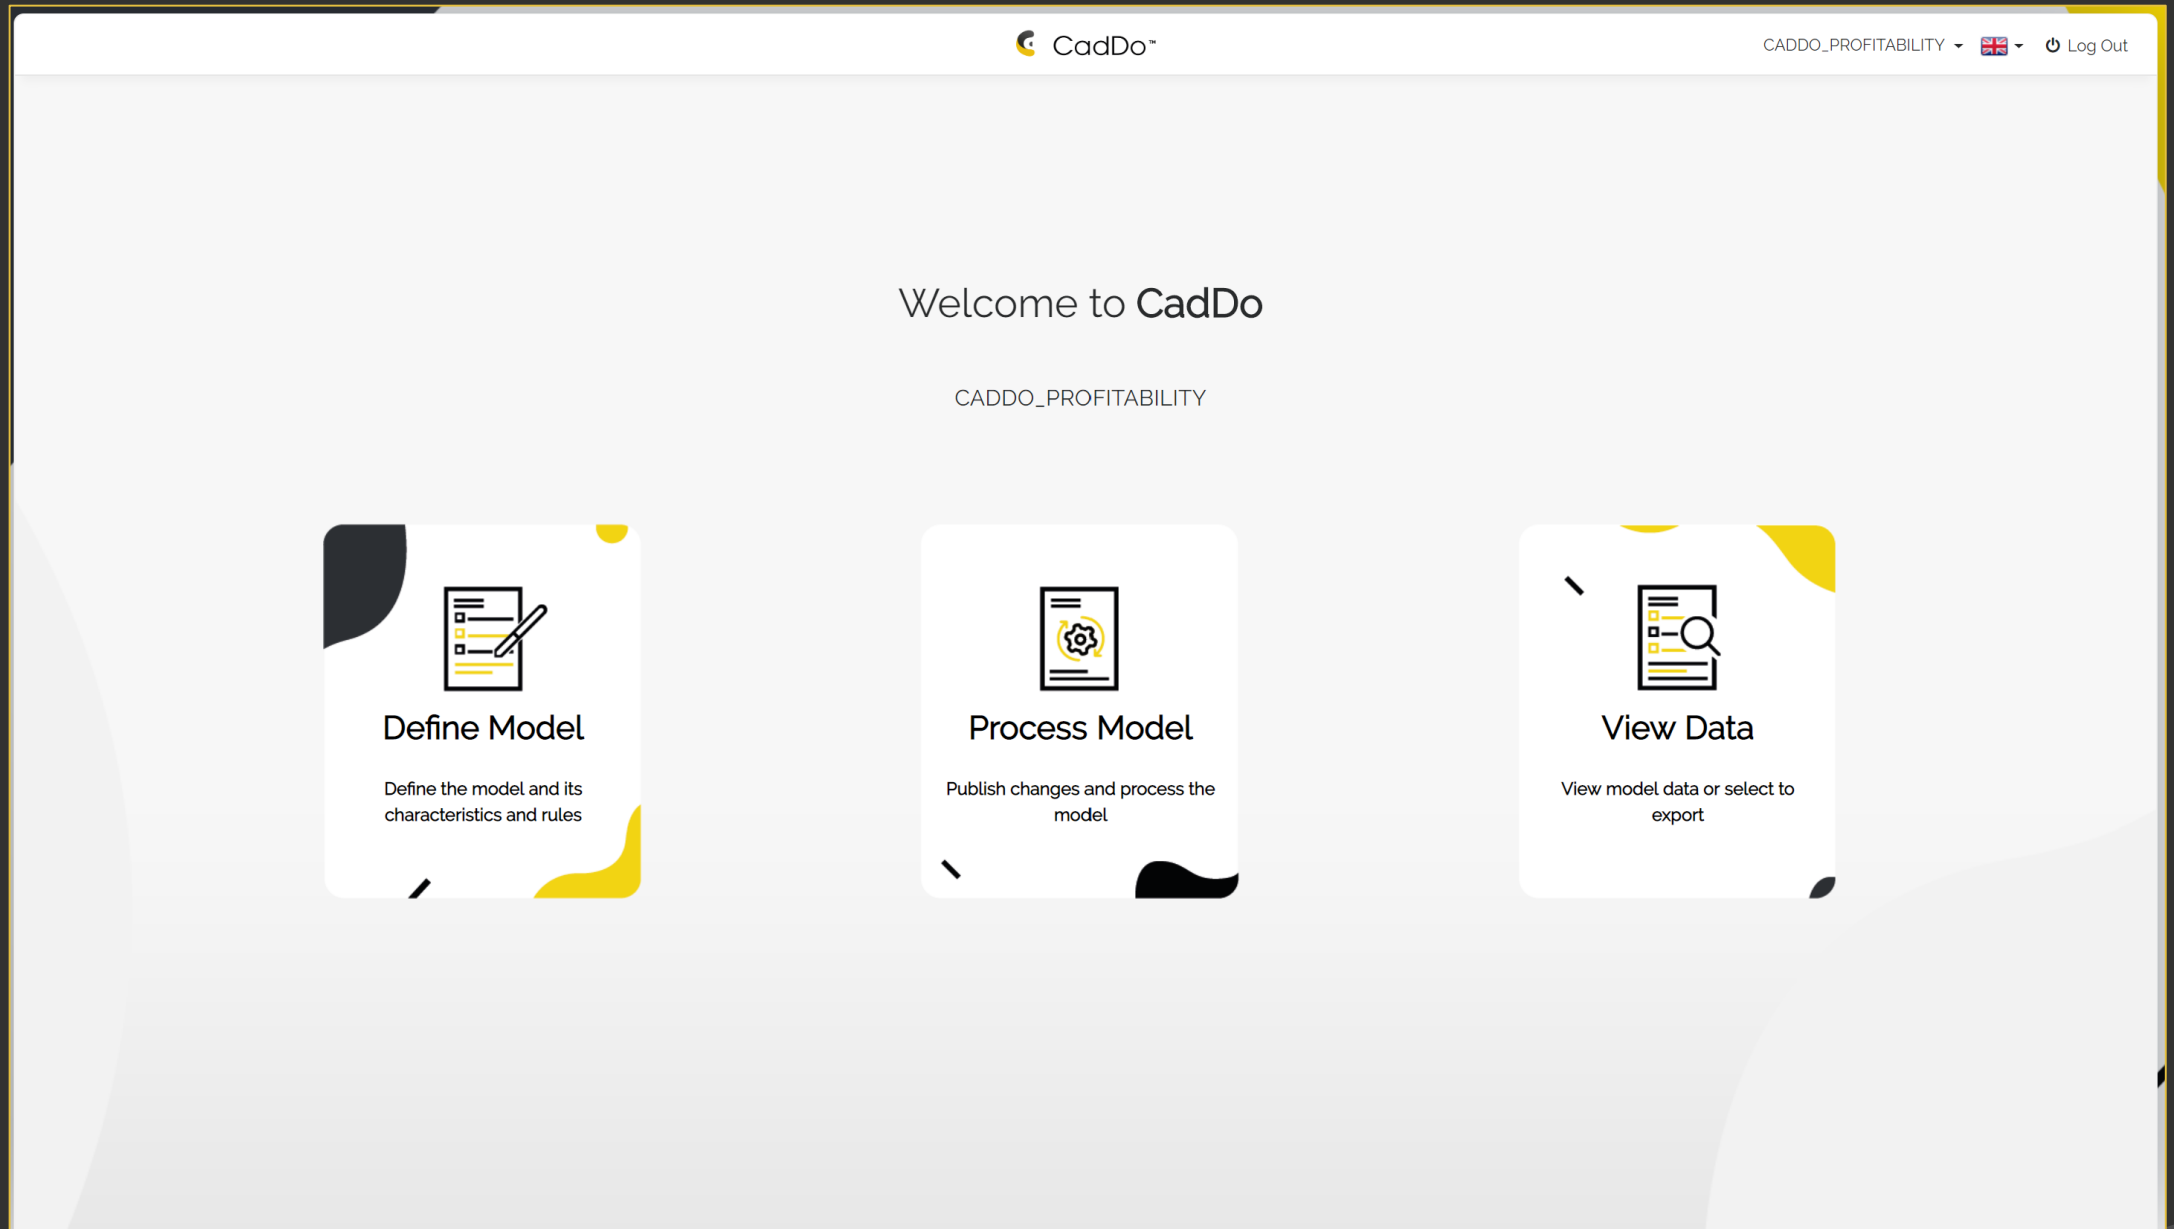 CadDo™
CADDO_PROFITABILITY
Log Out
Welcome to CadDo
CADDO_PROFITABILITY
Define Model
Define the model and its
characteristics and rules
Process Model
Publish changes and process the
model
View Data
View model data or select to
export